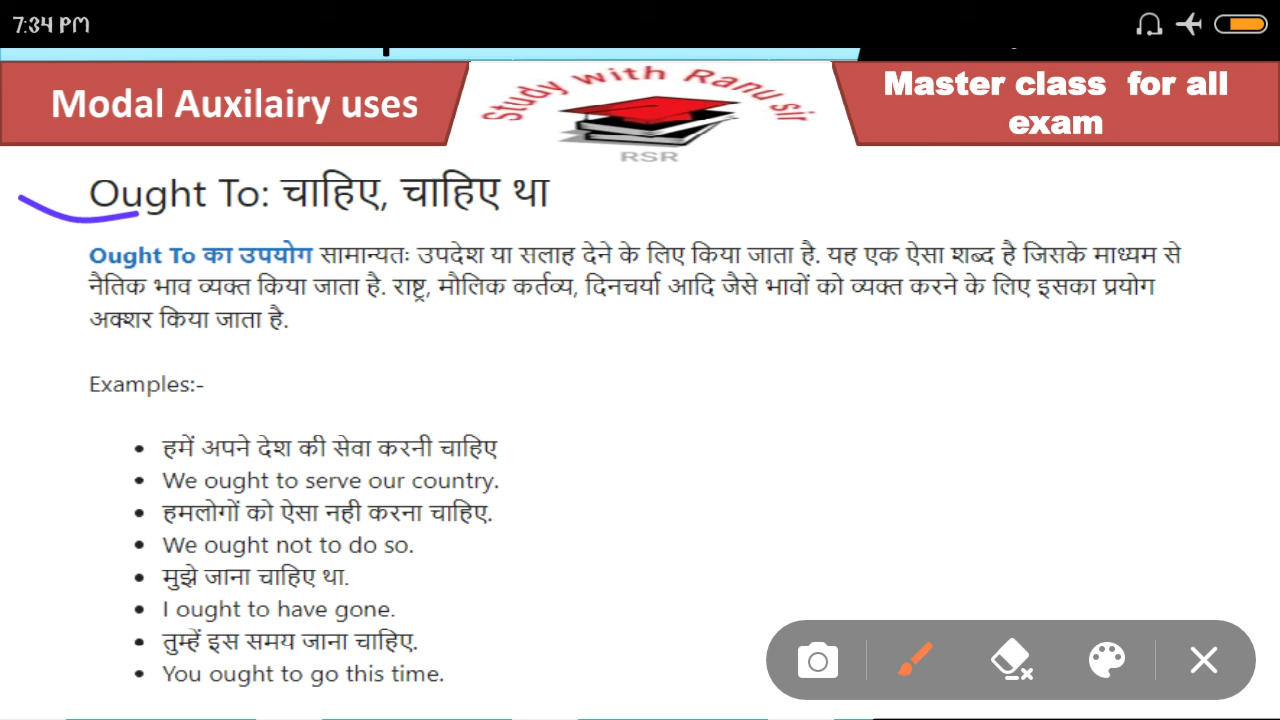 7:34 PM
Modal Auxilairy uses
Study with Ranu sir
RSR
Master class for all
exam
Ought To: चाहिए, चाहिए था
Ought To का उपयोग सामान्यतः उपदेश या सलाह देने के लिए किया जाता है. यह एक ऐसा शब्द है जिसके माध्यम से
नैतिक भाव व्यक्त किया जाता है. राष्ट्र, मौलिक कर्तव्य, दिनचर्या आदि जैसे भावों को व्यक्त करने के लिए इसका प्रयोग
अक्शर किया जाता है.
Examples:-
• हमें अपने देश की सेवा करनी चाहिए
• We ought to serve our country.
• हमलोगों को ऐसा नही करना चाहिए.
• We ought not to do so.
• मुझे जाना चाहिए था.
• I ought to have gone.
• तुम्हें इस समय जाना चाहिए.
• You ought to go this time.